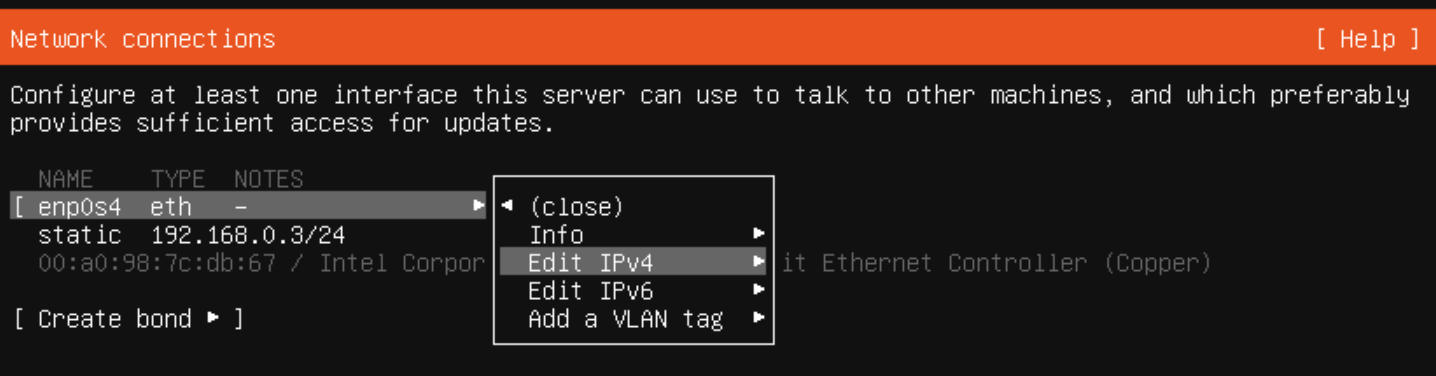 Network connections [ Help ]
Configure at least one interface this server can use to talk to other machines, and which preferably
provides sufficient access for updates.
NAME TYPE NOTES
[ enp0s4 eth – ▸ ◂ (close)
static 192.168.0.3/24 Info ▸
00:a0:98:7c:db:67 / Intel Corpor Edit IPv4 ▸ it Ethernet Controller (Copper)
Edit IPv6 ▸
[ Create bond ▸ ] Add a VLAN tag ▸